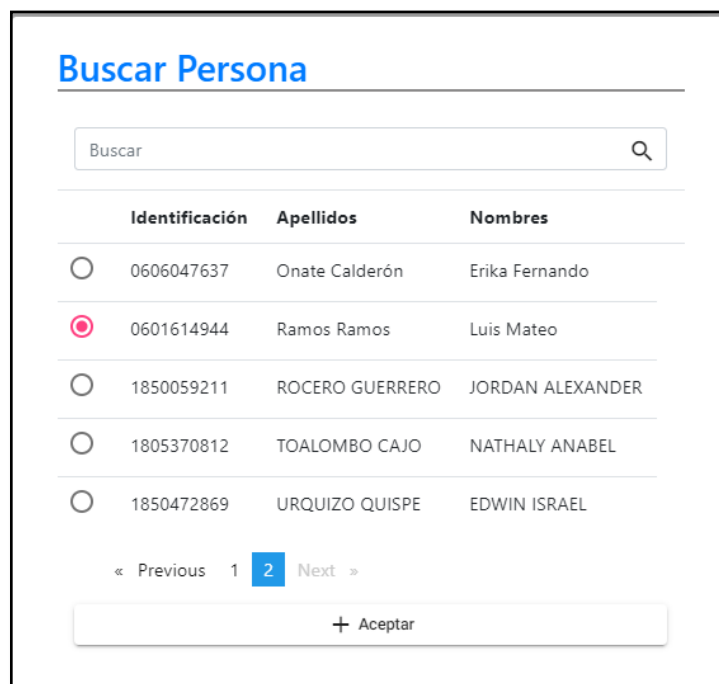 Buscar Persona
Buscar
Identificación Apellidos Nombres
0606047637 Onate Calderón Erika Fernando
0601614944 Ramos Ramos Luis Mateo
1850059211 ROCERO GUERRERO JORDAN ALEXANDER
1805370812 TOALOMBO CAJO NATHALY ANABEL
1850472869 URQUIZO QUISPE EDWIN ISRAEL
« Previous 1 2 Next »
+ Aceptar